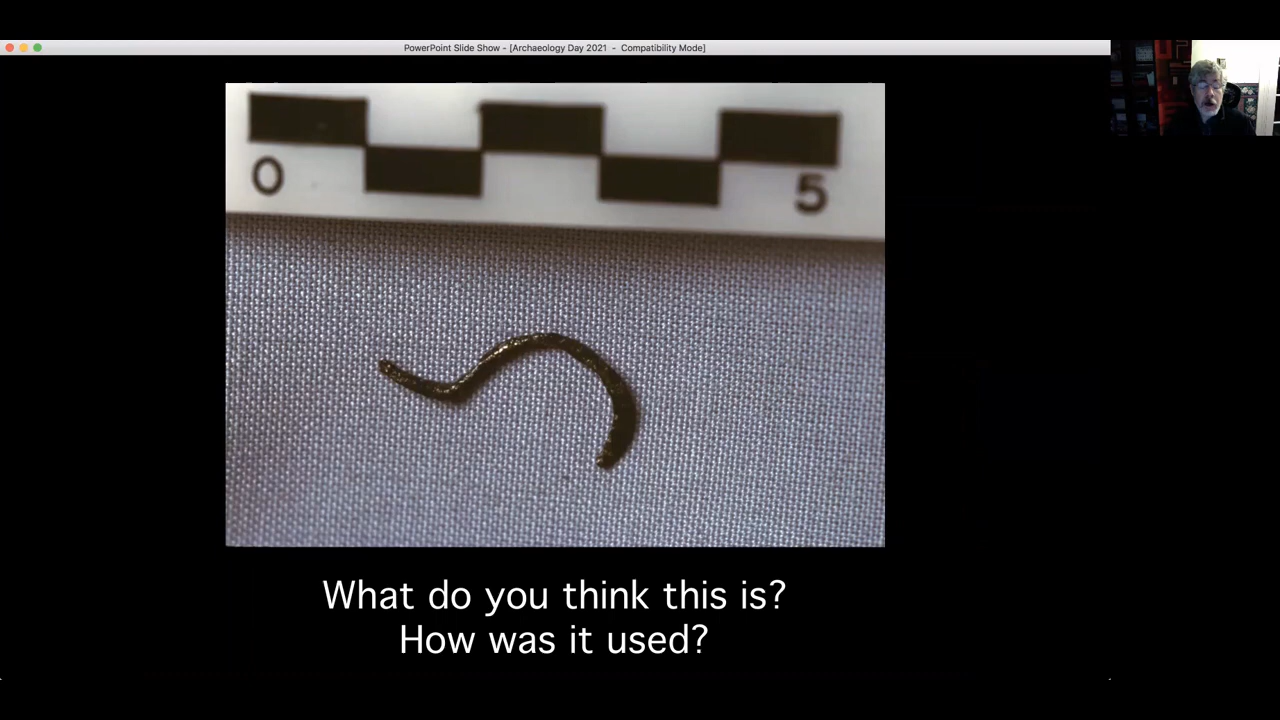 PowerPoint Slide Show - [Archaeology Day 2021 - Compatibility Mode]
0
5
What do you think this is?
How was it used?